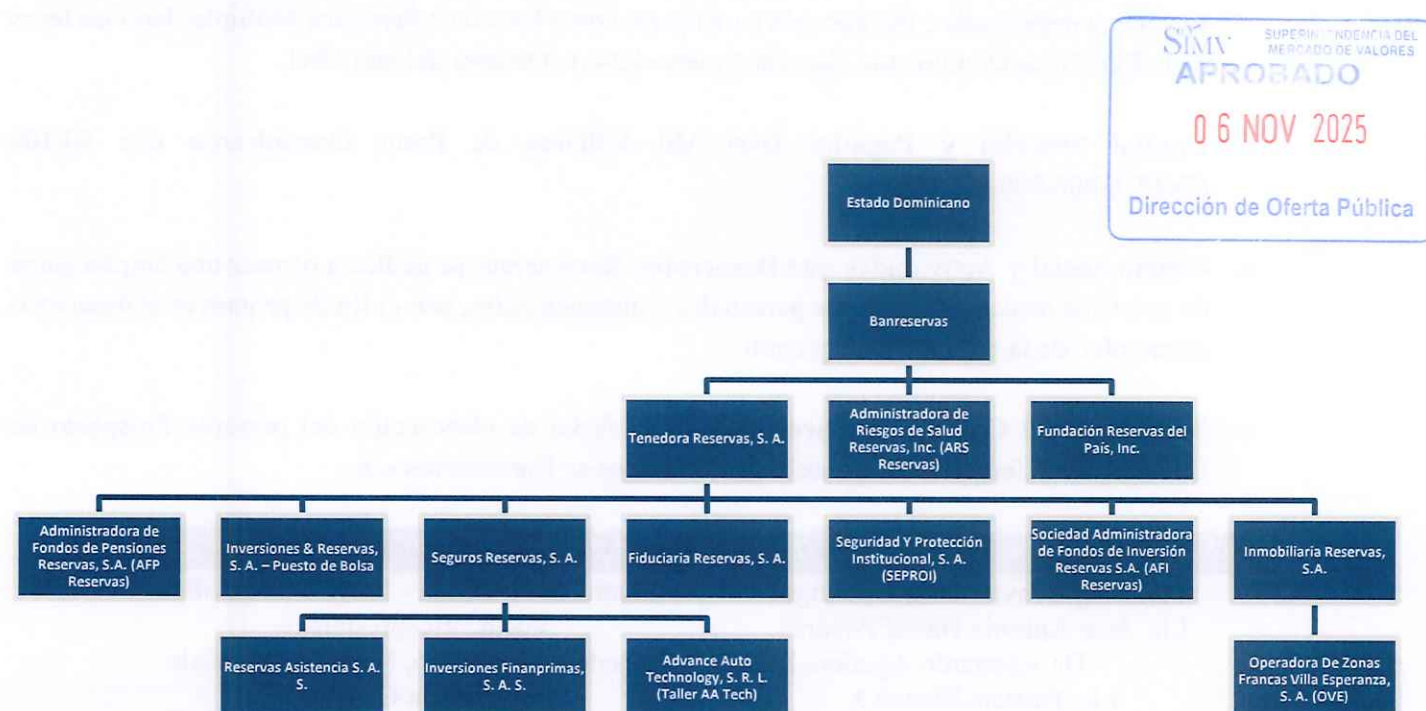 SIMV SUPERINTENDENCIA DEL
MERCADO DE VALORES
APROBADO
06 NOV 2025
Dirección de Oferta Pública
Estado Dominicano
Banreservas
Tenedora Reservas, S. A.
Administradora de
Riesgos de Salud
Reservas, Inc. (ARS
Reservas)
Fundación Reservas del
País, Inc.
Administradora de
Fondos de Pensiones
Reservas, S.A. (AFP
Reservas)
Inversiones & Reservas,
S. A. – Puesto de Bolsa
Seguros Reservas, S. A.
Fiduciaria Reservas, S. A.
Seguridad Y Protección
Institucional, S. A.
(SEPROI)
Sociedad Administradora
de Fondos de Inversión
Reservas S.A. (AFI
Reservas)
Inmobiliaria Reservas,
S.A.
Reservas Asistencia S. A.
S.
Inversiones Finanprimas,
S. A. S.
Advance Auto
Technology, S. R. L.
(Taller AA Tech)
Operadora De Zonas
Francas Villa Esperanza,
S. A. (OVE)